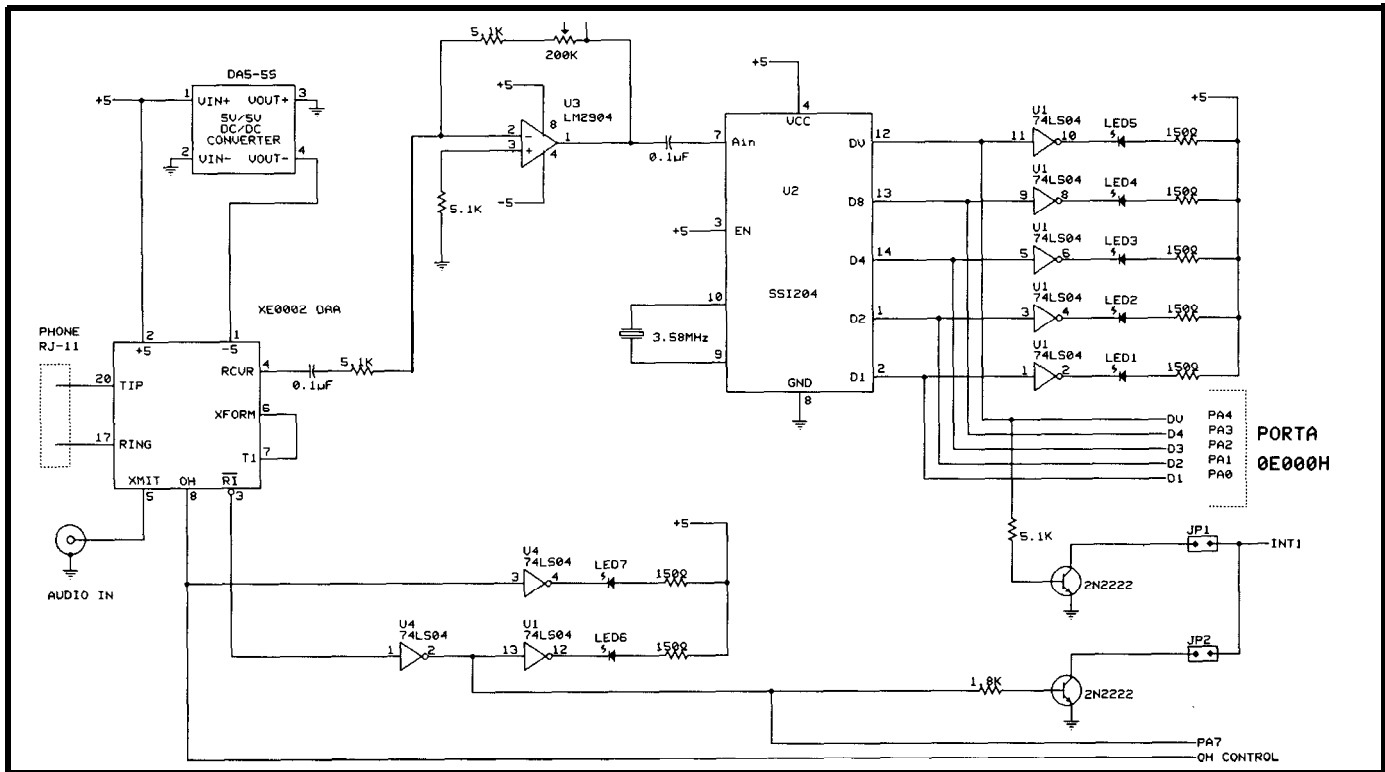 DA5-5S
+5
1
VIN+
VOUT+
3
5V/5V
DC/DC
CONVERTER
2
VIN-
VOUT-
4
5.1K
200K
+5
U3
LM2904
8
2
-
3
+
1
4
-5
5.1K
0.1µF
+5
4
VCC
7
Ain
U2
+5
3
EN
SSI204
10
3.58MHz
9
GND
8
DV
12
D8
13
D4
14
D2
1
D1
2
+5
U1
74LS04
11
10
LED5
150Ω
U1
74LS04
9
8
LED4
150Ω
U1
74LS04
5
6
LED3
150Ω
U1
74LS04
3
4
LED2
150Ω
U1
74LS04
1
2
LED1
150Ω
DV PA4
D4 PA3
D3 PA2
D2 PA1
D1 PA0
PORTA
0E000H
XE0002 DAA
PHONE
RJ-11
2
+5
1
-5
RCVR
4
0.1µF
5.1K
20
TIP
XFORM
6
17
RING
T1
7
XMIT
OH
RI
5
8
3
AUDIO IN
+5
U4
74LS04
3
4
LED7
150Ω
U4
74LS04
1
2
U1
74LS04
13
12
LED6
150Ω
5.1K
2N2222
JP1
INT1
JP2
1.8K
2N2222
PA7
OH CONTROL